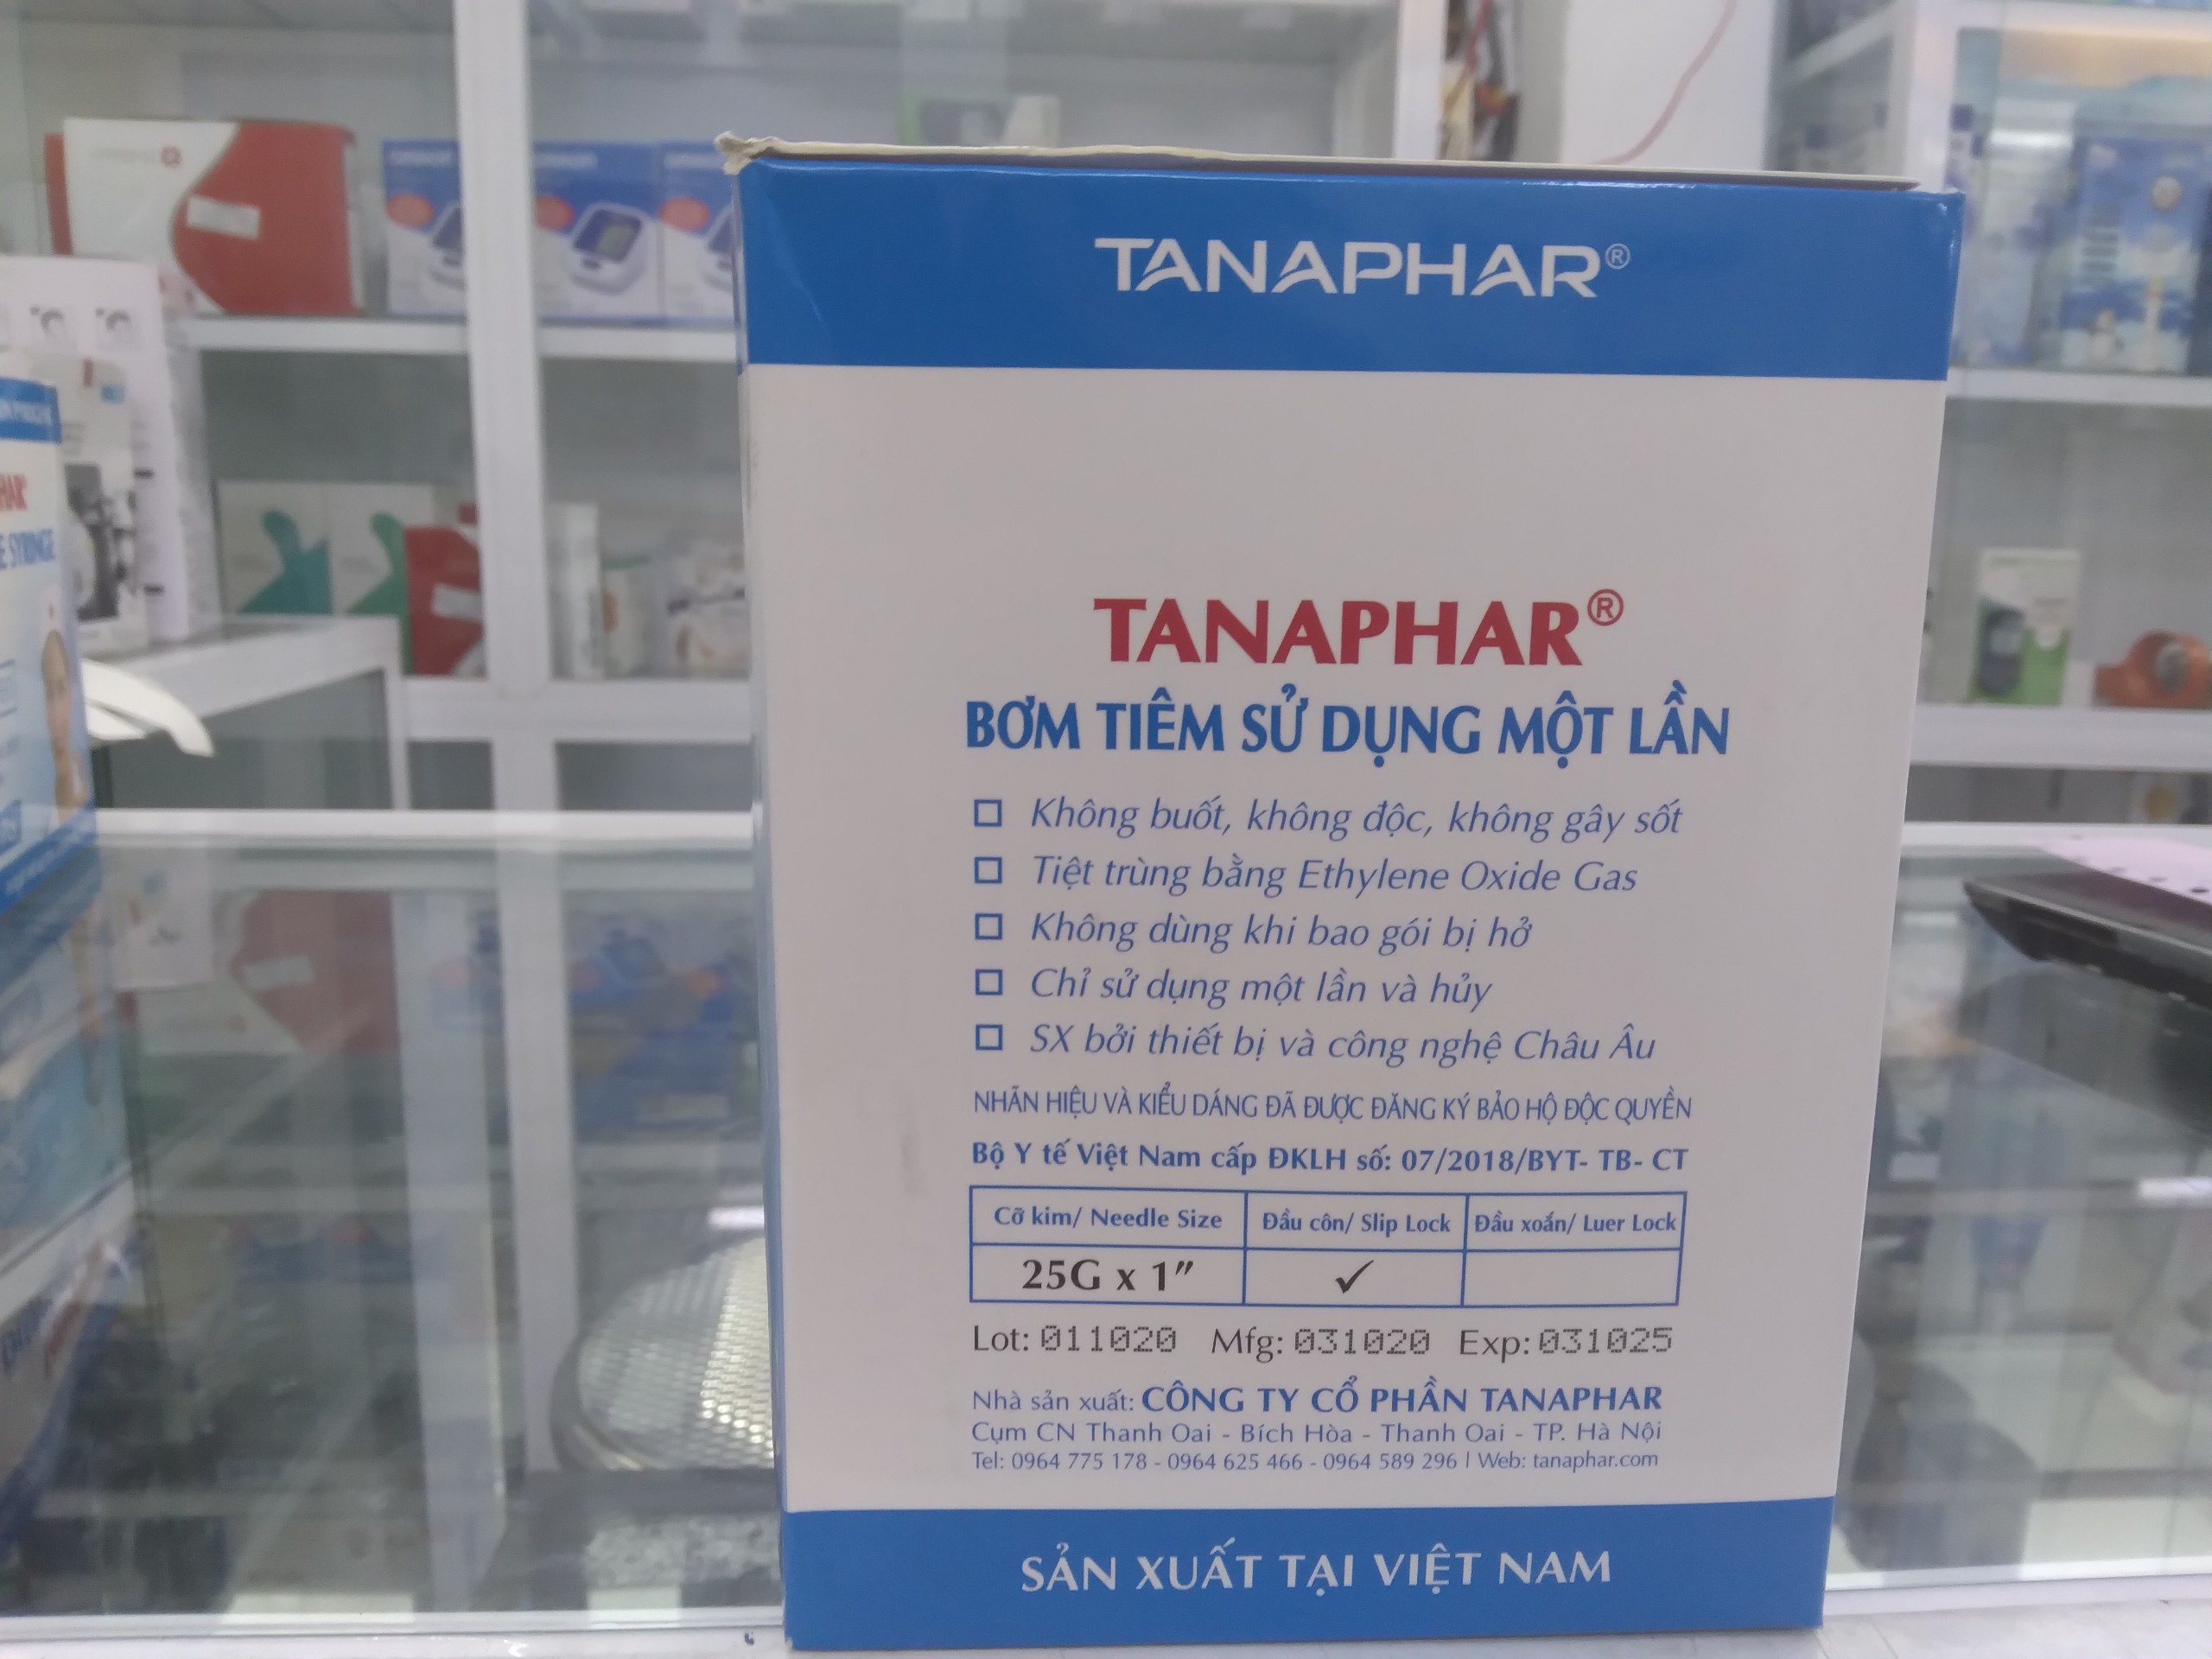 TANAPHAR®
TANAPHAR®
BƠM TIÊM SỬ DỤNG MỘT LẦN
Không buốt, không độc, không gây sốt
Tiệt trùng bằng Ethylene Oxide Gas
Không dùng khi bao gói bị hở
Chỉ sử dụng một lần và hủy
SX bởi thiết bị và công nghệ Châu Âu
NHÃN HIỆU VÀ KIỂU DÁNG ĐÃ ĐƯỢC ĐĂNG KÝ BẢO HỘ ĐỘC QUYỀN
Bộ Y tế Việt Nam cấp ĐKLH số: 07/2018/BYT- TB- CT
Cỡ kim/ Needle Size Đầu côn/ Slip Lock Đầu xoắn/ Luer Lock
25G x 1″ ✓
Lot: 011020 Mfg: 031020 Exp: 031025
Nhà sản xuất: CÔNG TY CỔ PHẦN TANAPHAR
Cụm CN Thanh Oai - Bích Hòa - Thanh Oai - TP. Hà Nội
Tel: 0964 775 178 - 0964 625 466 - 0964 589 296 | Web: tanaphar.com
SẢN XUẤT TẠI VIỆT NAM
HAR®
E SYRINGE